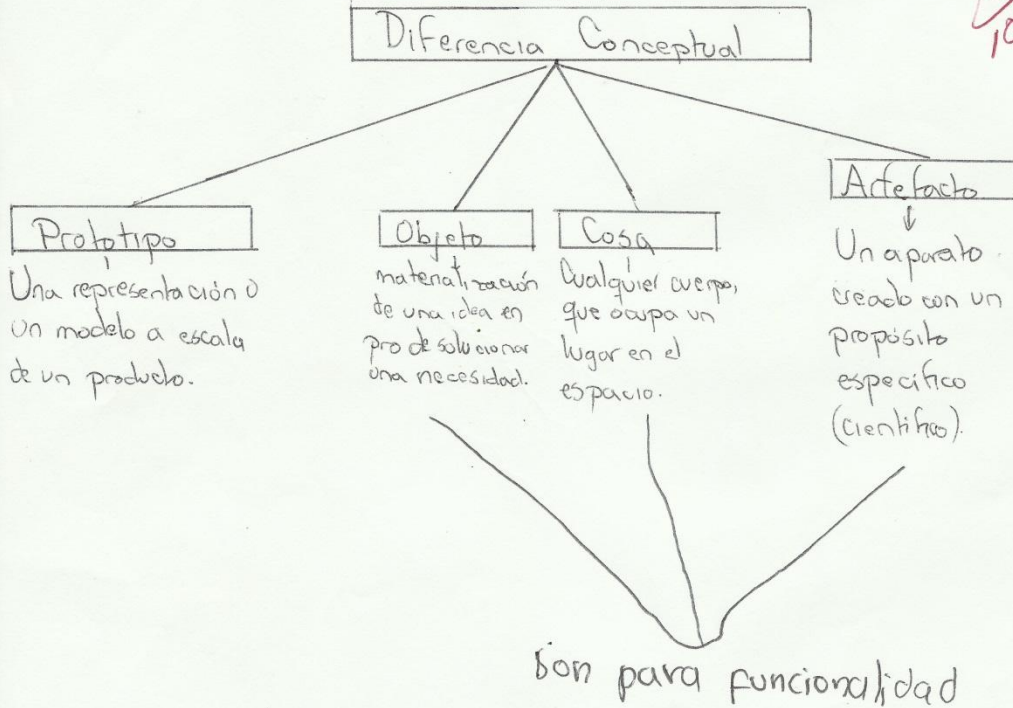 Diferencia Conceptual
Prototipo
Una representación o
un modelo a escala
de un producto.
Objeto
materialización
de una idea en
pro de solucionar
una necesidad.
Cosa
Cualquier cuerpo,
que ocupa un
lugar en el
espacio.
Artefacto
Un aparato
creado con un
propósito
específico
(científico).
Son para funcionalidad